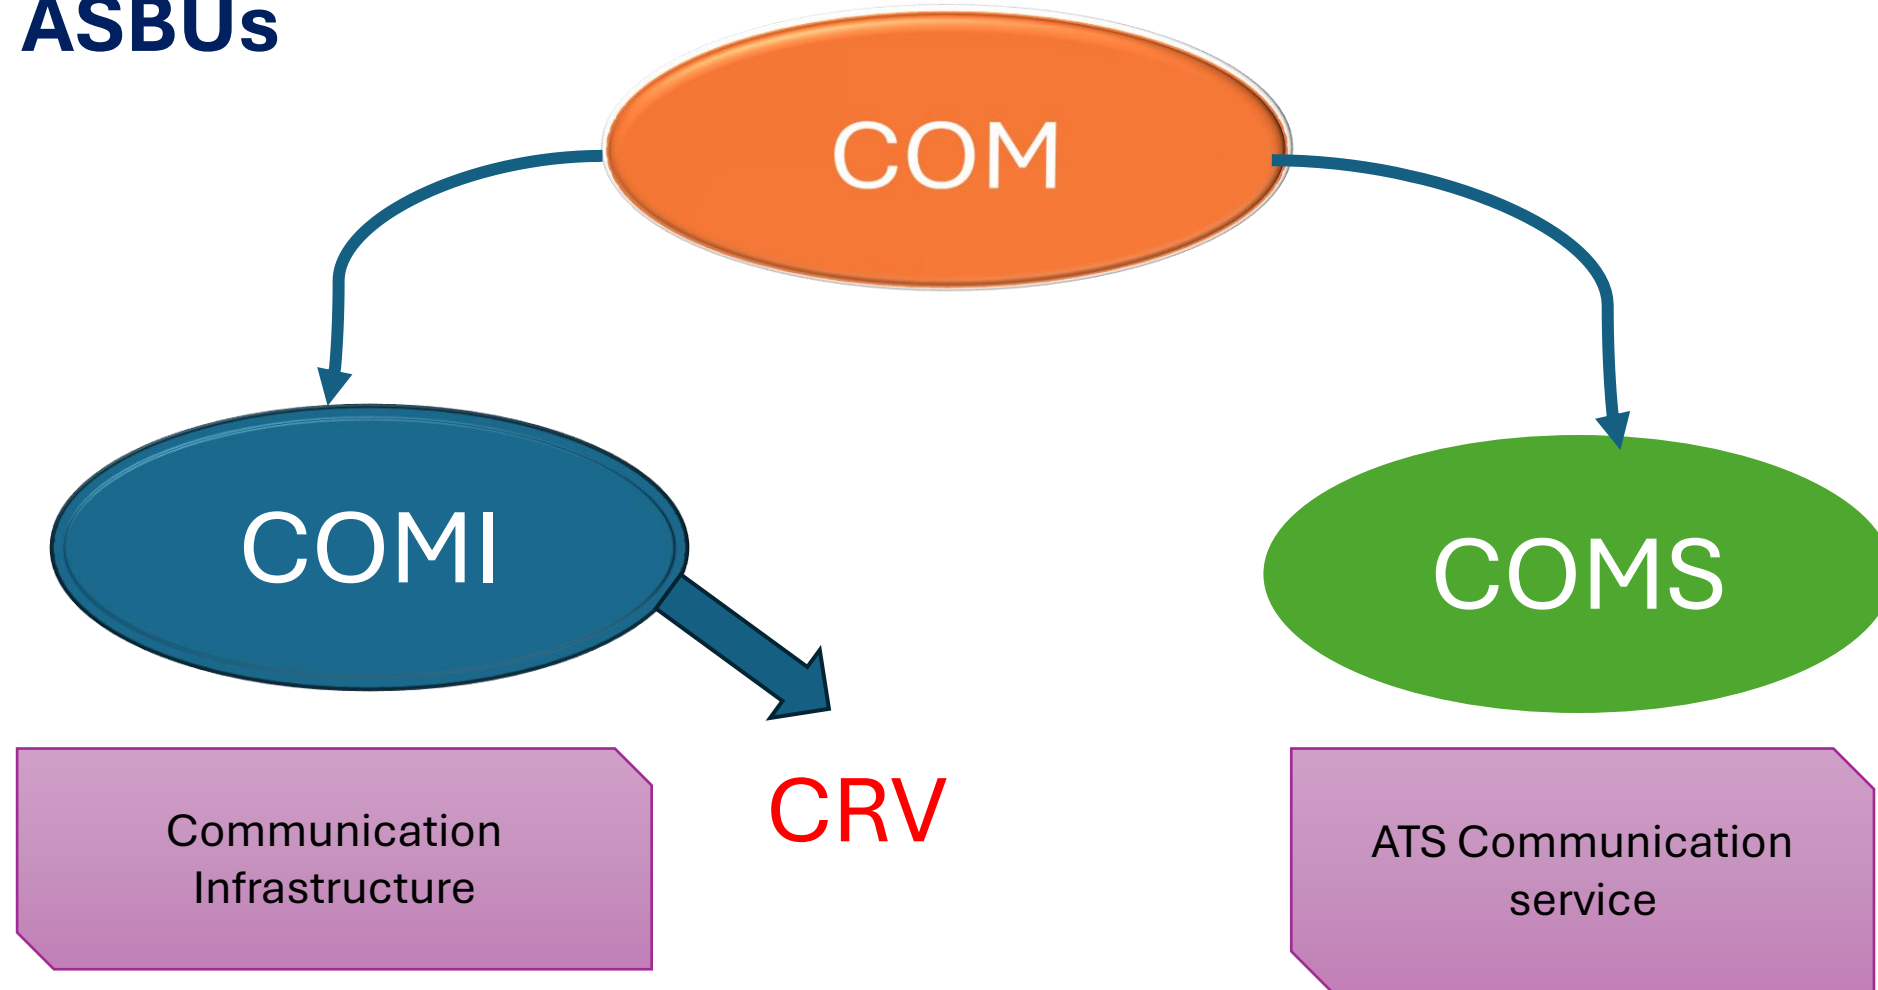 ASBUs
COM
COMI
COMS
CRV
Communication
Infrastructure
ATS Communication
service